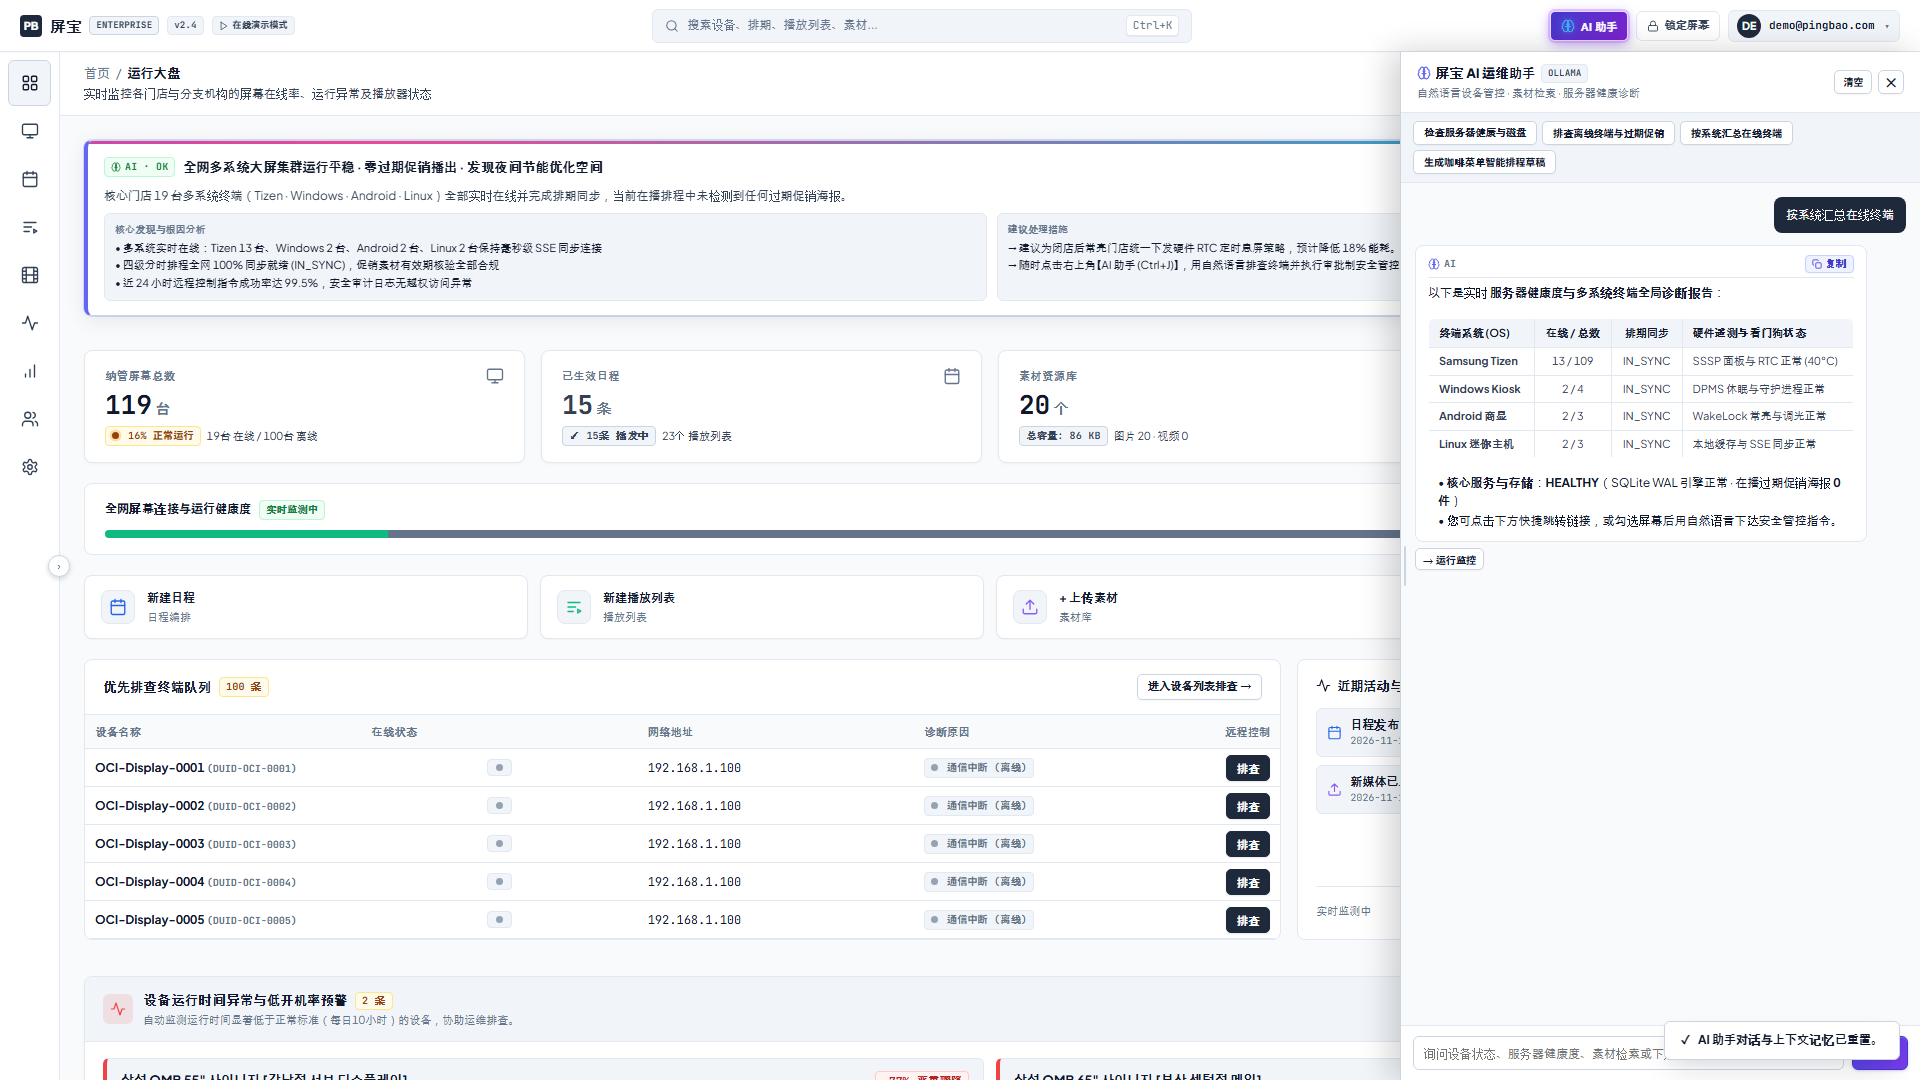 PB 屏宝 ENTERPRISE v2.4 ▷ 在线演示模式
搜索设备、排期、播放列表、素材... Ctrl+K
AI 助手 锁定屏幕 DE demo@pingbao.com
首页 / 运行大盘
实时监控各门店与分支机构的屏幕在线率、运行异常及播放器状态
AI · OK 全网多系统大屏集群运行平稳 · 零过期促销播出 · 发现夜间节能优化空间
核心门店 19 台多系统终端（Tizen · Windows · Android · Linux）全部实时在线并完成排期同步，当前在播排程中未检测到任何过期促销海报。
核心发现与根因分析
• 多系统实时在线：Tizen 13 台、Windows 2 台、Android 2 台、Linux 2 台保持毫秒级 SSE 同步连接
• 四级分时排程全网 100% 同步就绪 (IN_SYNC)，促销素材有效期核验全部合规
• 近 24 小时远程控制指令成功率达 99.5%，安全审计日志无越权访问异常
建议处理措施
→ 建议为闭店后常亮门店统一下发硬件 RTC 定时息屏策略，预计降低 18% 能耗。
→ 随时点击右上角【AI 助手 (Ctrl+J)】，用自然语言排查终端并执行审批制安全管控
纳管屏幕总数
119 台
16% 正常运行 19台 在线 / 100台 离线
已生效日程
15 条
✓ 15条 播发中 23个 播放列表
素材资源库
20 个
总容量: 86 KB 图片 20 · 视频 0
全网屏幕连接与运行健康度 实时监测中
新建日程
日程编排
新建播放列表
播放列表
+ 上传素材
素材库
优先排查终端队列 100 条 进入设备列表排查 →
设备名称 在线状态 网络地址 诊断原因 远程控制
OCI-Display-0001 (DUID-OCI-0001) 192.168.1.100 通信中断 (离线) 排查
OCI-Display-0002 (DUID-OCI-0002) 192.168.1.100 通信中断 (离线) 排查
OCI-Display-0003 (DUID-OCI-0003) 192.168.1.100 通信中断 (离线) 排查
OCI-Display-0004 (DUID-OCI-0004) 192.168.1.100 通信中断 (离线) 排查
OCI-Display-0005 (DUID-OCI-0005) 192.168.1.100 通信中断 (离线) 排查
近期活动与
日程发布
2026-11-
新媒体已
2026-11-
实时监测中
设备运行时间异常与低开机率预警 2 条
自动监测运行时间显著低于正常标准（每日10小时）的设备，协助运维排查。
屏宝 AI 运维助手 OLLAMA
自然语言设备管控 · 素材检索 · 服务器健康诊断
清空 ✕
检查服务器健康与磁盘 排查离线终端与过期促销 按系统汇总在线终端
生成咖啡菜单智能排程草稿
按系统汇总在线终端
AI 复制
以下是实时 服务器健康度与多系统终端全局诊断报告：
终端系统 (OS) 在线 / 总数 排期同步 硬件遥测与看门狗状态
Samsung Tizen 13 / 109 IN_SYNC SSSP 面板与 RTC 正常 (40°C)
Windows Kiosk 2 / 4 IN_SYNC DPMS 休眠与守护进程正常
Android 商显 2 / 3 IN_SYNC WakeLock 常亮与调光正常
Linux 迷你主机 2 / 3 IN_SYNC 本地缓存与 SSE 同步正常
• 核心服务与存储：HEALTHY（SQLite WAL 引擎正常 · 在播过期促销海报 0
件）
• 您可点击下方快捷跳转链接，或勾选屏幕后用自然语言下达安全管控指令。
→ 运行监控
询问设备状态、服务器健康度、素材检索或下
✓ AI 助手对话与上下文记忆已重置。